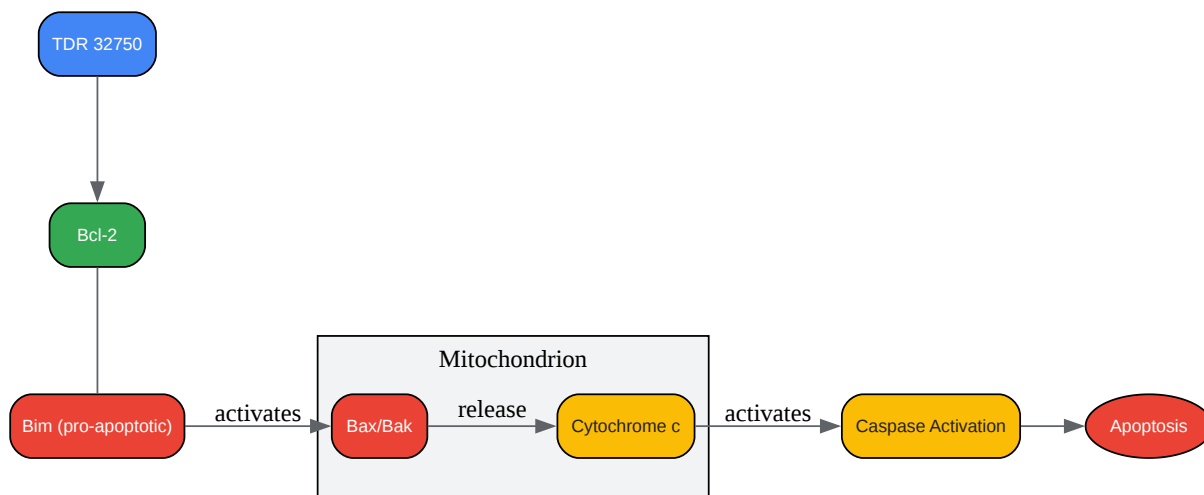 TDR 32750
Bcl-2
Mitochondrion
Bim (pro-apoptotic)
activates
Bax/Bak
release
Cytochrome c
activates
Caspase Activation
Apoptosis